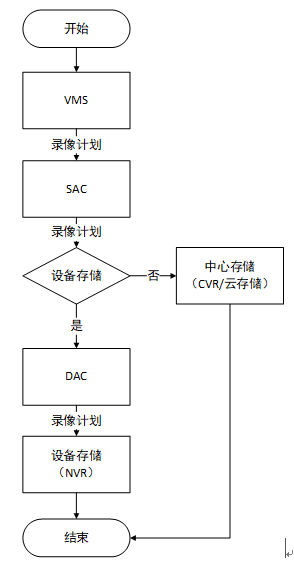 开始
VMS
录像计划
SAC
录像计划
设备存储
否
中心存储
（CVR/云存储）
是
DAC
录像计划
设备存储
（NVR）
结束